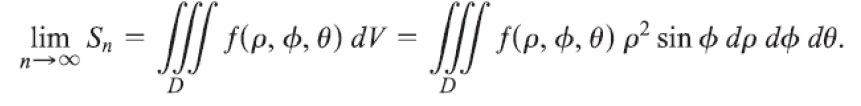 lim_{n→∞} S_n = ∭_D f(ρ, ϕ, θ) dV = ∭_D f(ρ, ϕ, θ) ρ² sin ϕ dρ dϕ dθ.